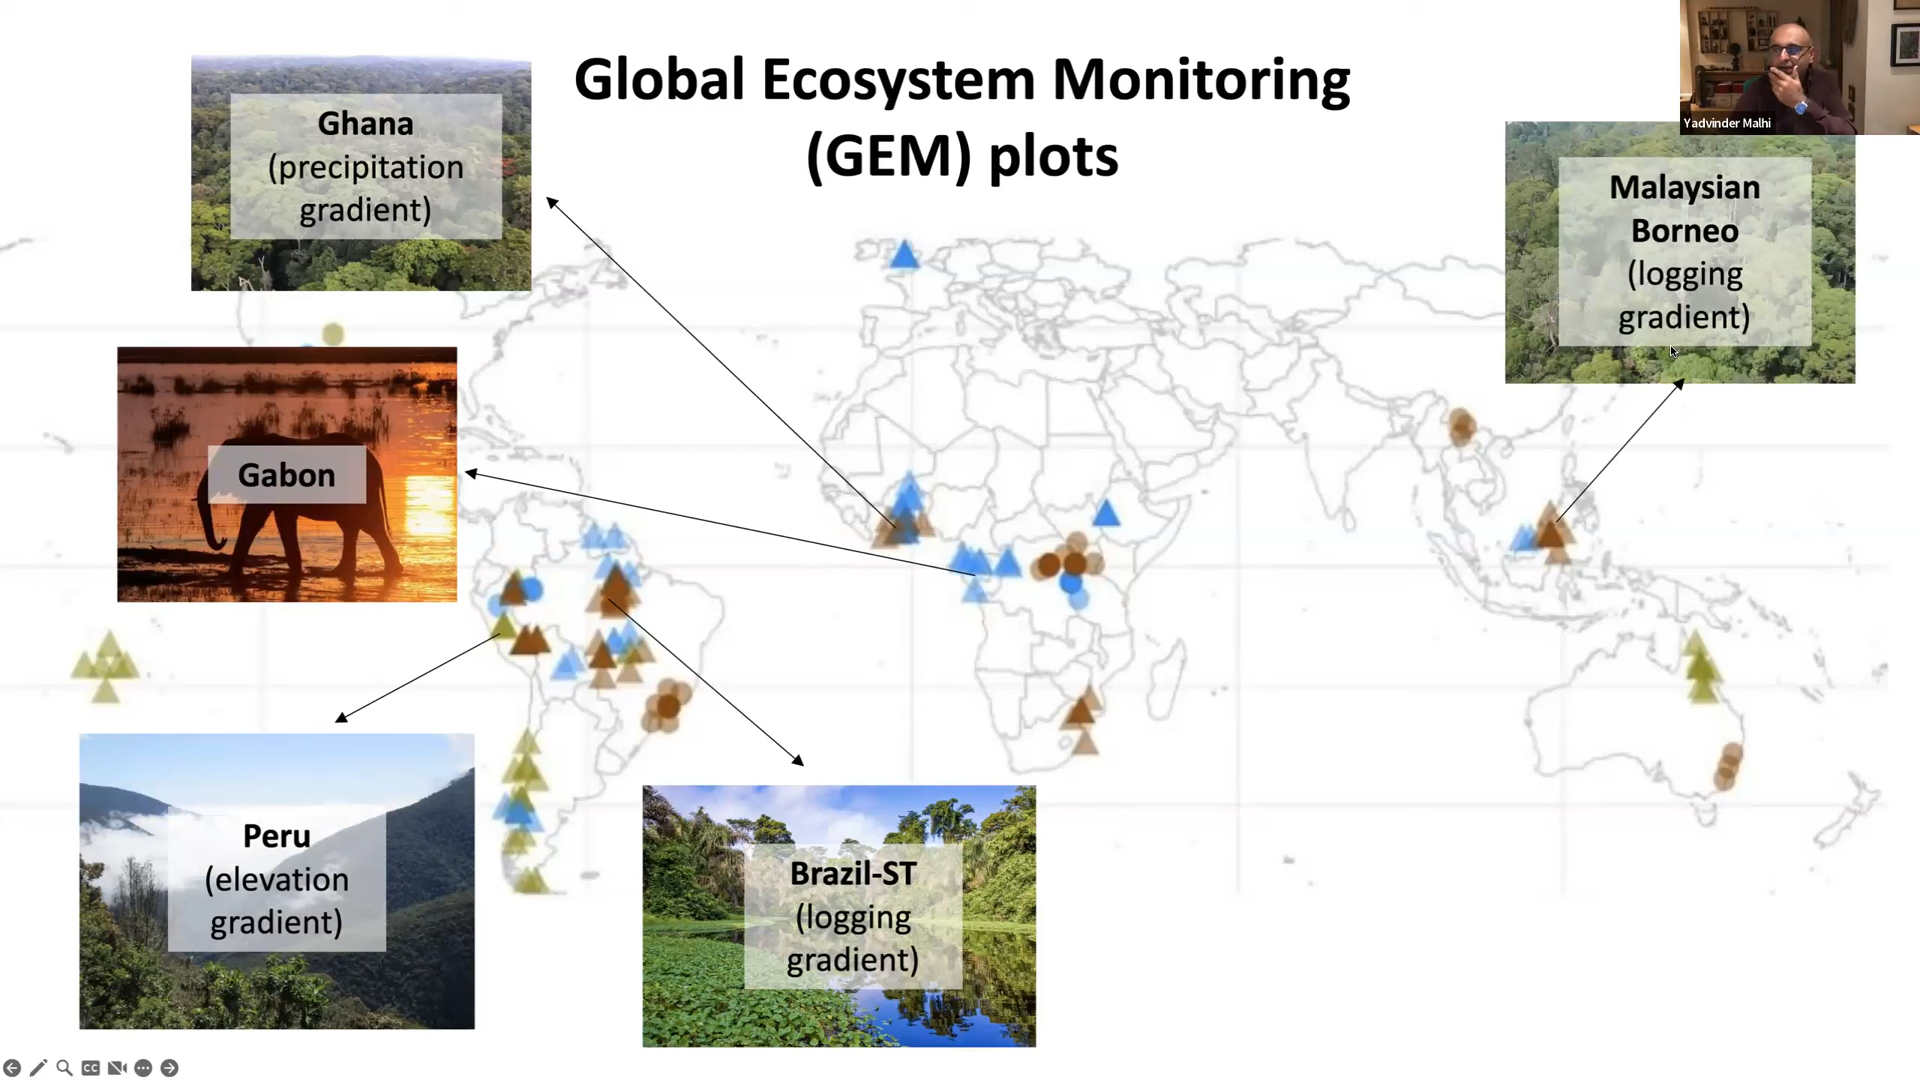 Global Ecosystem Monitoring
(GEM) plots
Yadvinder Malhi
Ghana
(precipitation
gradient)
Malaysian
Borneo
(logging
gradient)
Gabon
Peru
(elevation
gradient)
Brazil-ST
(logging
gradient)
CC